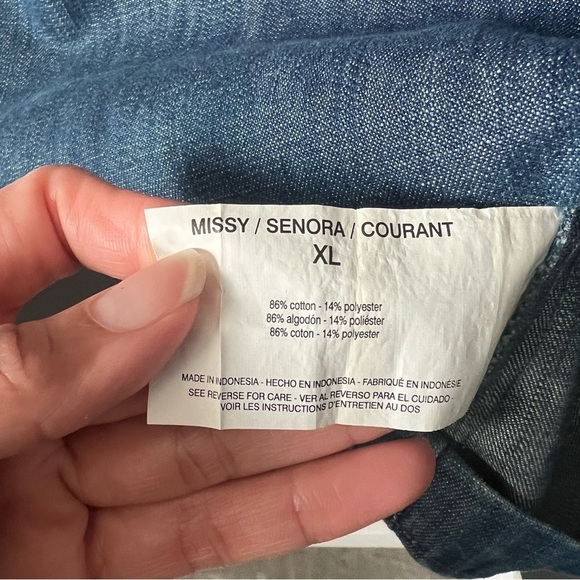 MISSY / SENORA / COURANT
XL
86% cotton - 14% polyester
86% algodón - 14% poliéster
86% coton - 14% polyester
MADE IN INDONESIA - HECHO EN INDONESIA - FABRIQUÉ EN INDONÉSIE
SEE REVERSE FOR CARE - VER AL REVERSO PARA EL CUIDADO -
VOIR LES INSTRUCTIONS D'ENTRETIEN AU DOS